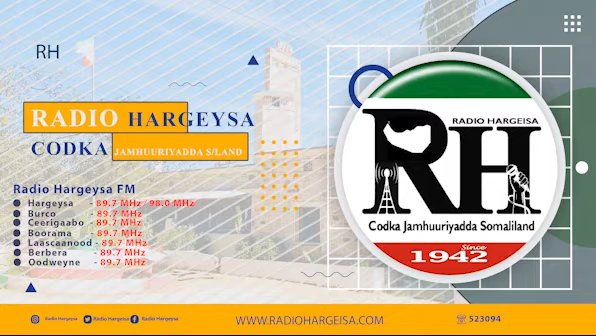 RH
RADIO HARGEYSA
CODKA JAMHUURIYADDA S/LAND
Radio Hargeysa FM
Hargeysa - 89.7 MHz / 98.0 MHz
Burco - 89.7 MHz
Ceerigaabo - 89.7 MHz
Boorama - 89.7 MHz
Laascaanood - 89.7 MHz
Berbera - 89.7 MHz
Oodweyne - 89.7 MHz
RADIO HARGEISA
RH
Codka Jamhuuriyadda Somaliland
Since
1942
Radio Hargeysa Radio Hargeysa Radio Hargeysa
WWW.RADIOHARGEISA.COM
523094